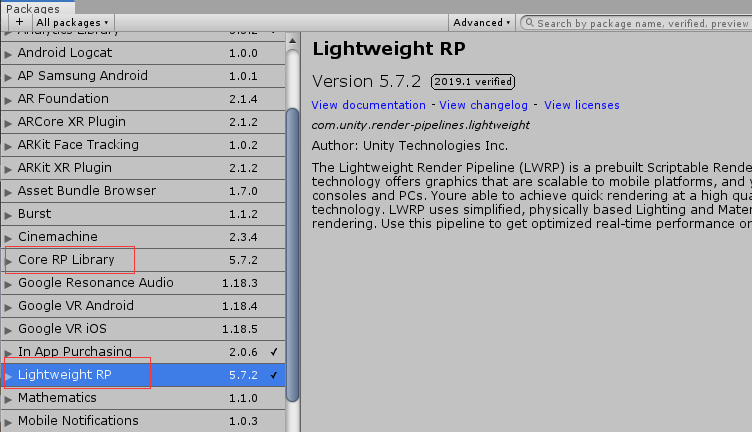 Packages
+ All packages ▾ Advanced ▾ Search by package name, verified, preview
Analytics Library 3.3.2 ✓
Android Logcat 1.0.0
AP Samsung Android 1.0.1
AR Foundation 2.1.4
ARCore XR Plugin 2.1.2
ARKit Face Tracking 1.0.2
ARKit XR Plugin 2.1.2
Asset Bundle Browser 1.7.0
Burst 1.1.2
Cinemachine 2.3.4
Core RP Library 5.7.2
Google Resonance Audio 1.18.3
Google VR Android 1.18.4
Google VR iOS 1.18.5
In App Purchasing 2.0.6 ✓
Lightweight RP 5.7.2 ✓
Mathematics 1.1.0
Mobile Notifications 1.0.3
Lightweight RP
Version 5.7.2 2019.1 verified
View documentation - View changelog - View licenses
com.unity.render-pipelines.lightweight
Author: Unity Technologies Inc.
The Lightweight Render Pipeline (LWRP) is a prebuilt Scriptable Rende
technology offers graphics that are scalable to mobile platforms, and y
consoles and PCs. Youre able to achieve quick rendering at a high qua
technology. LWRP uses simplified, physically based Lighting and Mater
rendering. Use this pipeline to get optimized real-time performance on